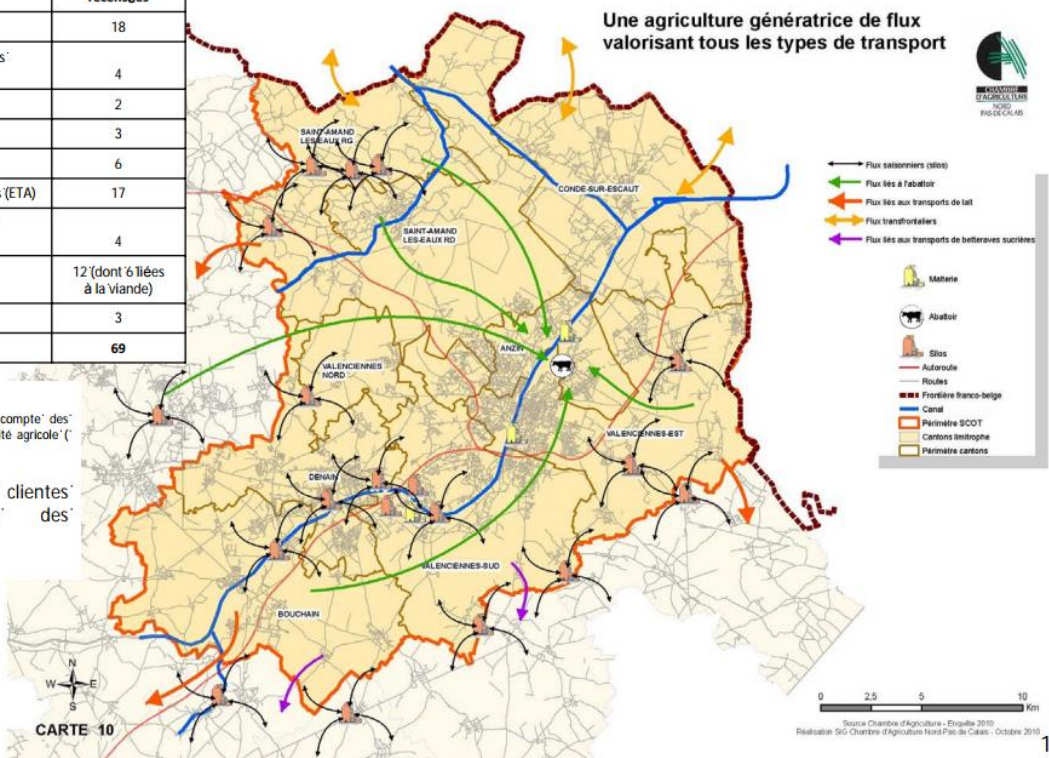 18
4
2
3
6
(ETA)
17
4
12 (dont 6 liées
à la viande)
3
69
compte des
té agricole (
clientes
des
Une agriculture génératrice de flux
valorisant tous les types de transport
CHAMBRE
D'AGRICULTURE
NORD
PAS-DE-CALAIS
SAINT-AMAND
LES-EAUX RG
CONDE-SUR-ESCAUT
SAINT-AMAND
LES-EAUX RD
ANZIN
VALENCIENNES
NORD
VALENCIENNES-EST
DENAIN
VALENCIENNES-SUD
BOUCHAIN
Flux saisonniers (silos)
Flux liés à l'abattoir
Flux liés aux transports de lait
Flux transfrontaliers
Flux liés aux transports de betteraves sucrières
Malterie
Abattoir
Silos
Autoroute
Routes
Frontière franco-belge
Canal
Périmètre SCOT
Cantons limitrophe
Périmètre cantons
N
W E
S
CARTE 10
0 2.5 5 10
Km
Source Chambre d'Agriculture - Enquête 2010
Réalisation SIG Chambre d'Agriculture Nord-Pas de Calais - Octobre 2010
1